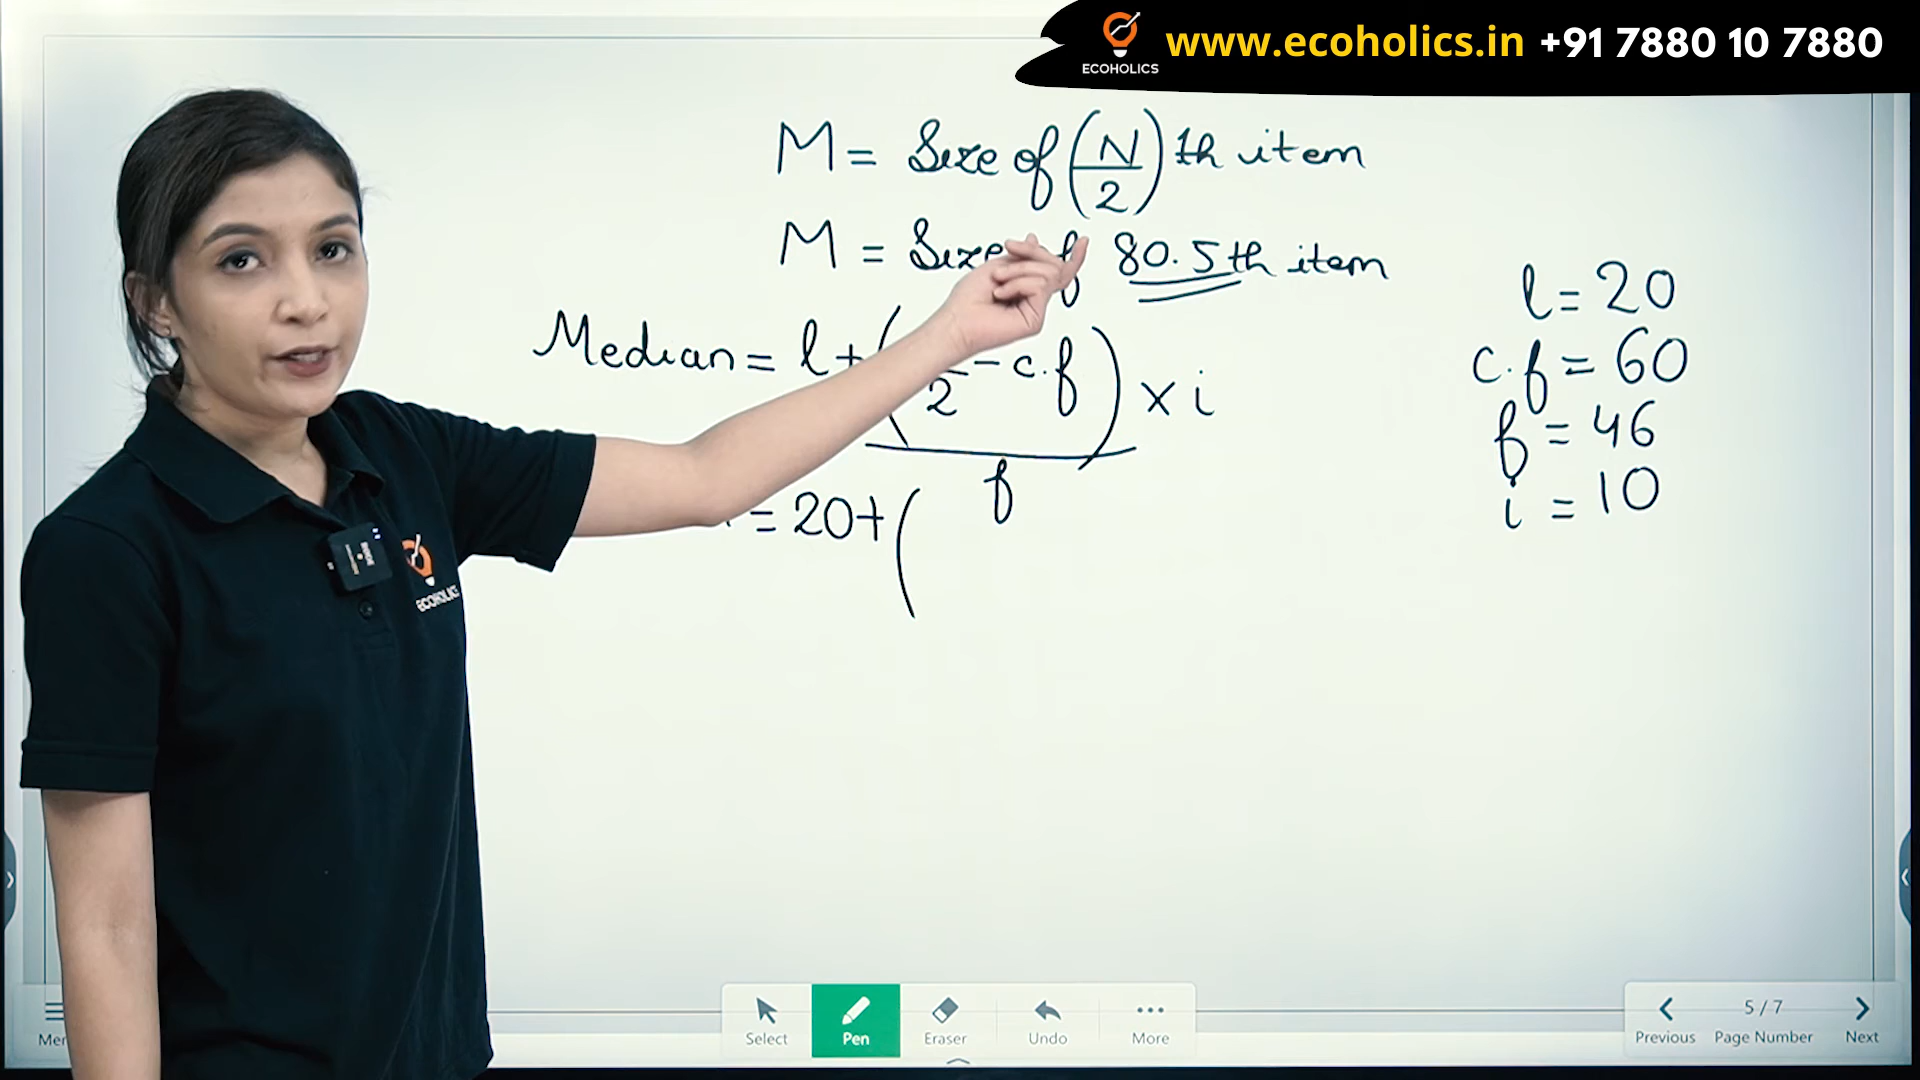 www.ecoholics.in +91 7880 10 7880
ECOHOLICS
M = Size of (N/2) th item
M = Size of 80.5th item
Median = l + ( /2 - c.f) × i
f
= 20 + (
l = 20
c.f = 60
f = 46
i = 10
ECOHOLICS
Select Pen Eraser Undo More
5 / 7
Previous Page Number Next